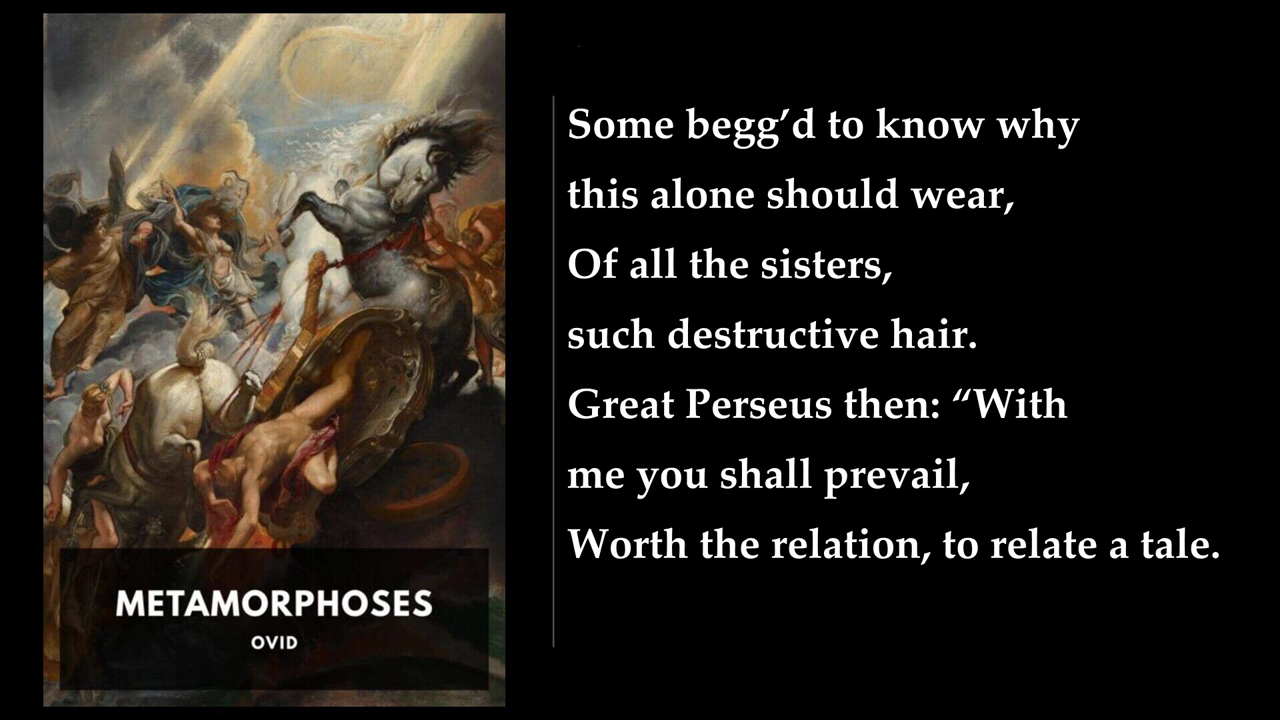 METAMORPHOSES
OVID
Some begg’d to know why
this alone should wear,
Of all the sisters,
such destructive hair.
Great Perseus then: “With
me you shall prevail,
Worth the relation, to relate a tale.